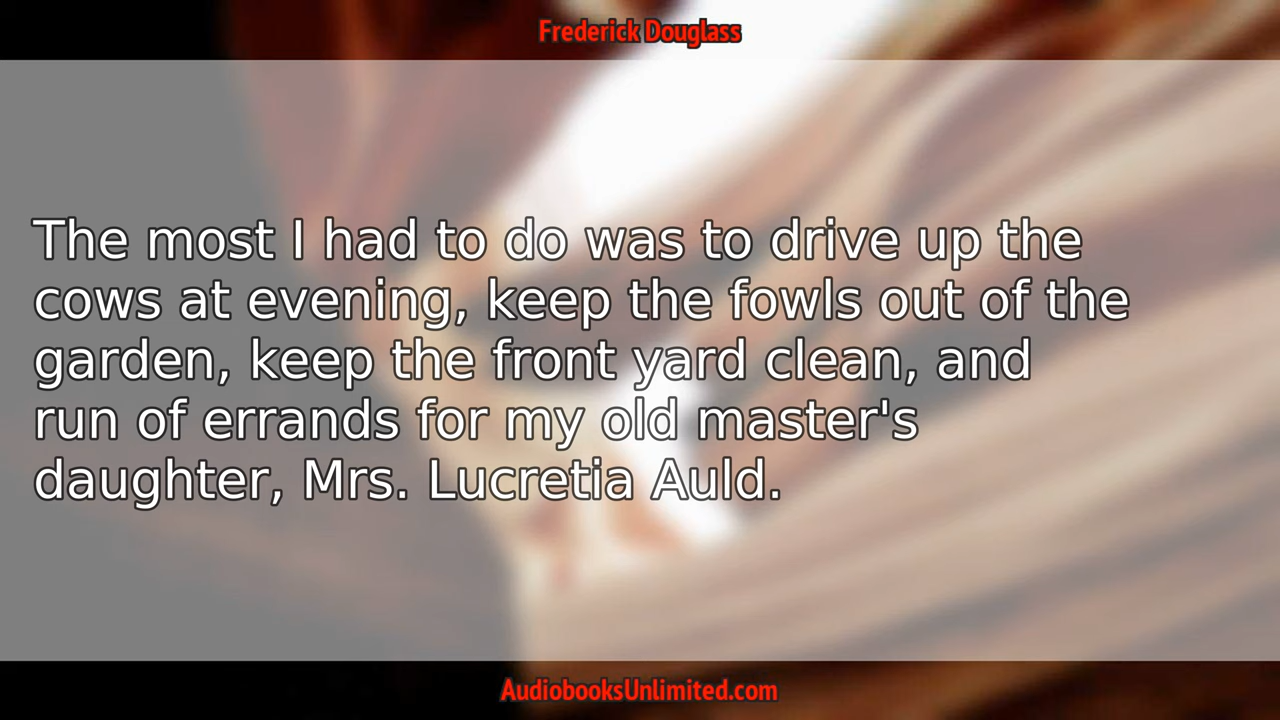 Frederick Douglass
The most I had to do was to drive up the
cows at evening, keep the fowls out of the
garden, keep the front yard clean, and
run of errands for my old master's
daughter, Mrs. Lucretia Auld.
AudiobooksUnlimited.com